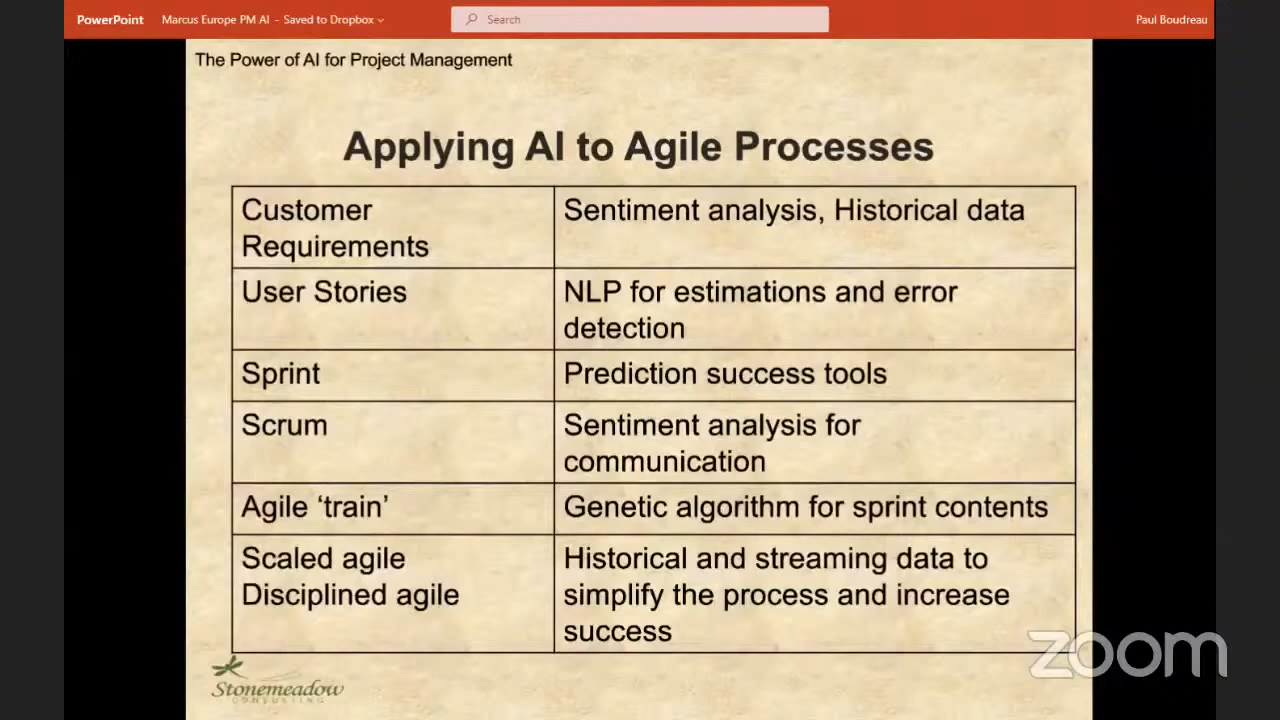 PowerPoint Marcus Europe PM AI - Saved to Dropbox Search Paul Boudreau
The Power of AI for Project Management
Applying AI to Agile Processes
Customer Requirements
Sentiment analysis, Historical data
User Stories
NLP for estimations and error
detection
Sprint
Prediction success tools
Scrum
Sentiment analysis for
communication
Agile ‘train’
Genetic algorithm for sprint contents
Scaled agile
Disciplined agile
Historical and streaming data to
simplify the process and increase
success
Stonemeadow
CONSULTING
zoom